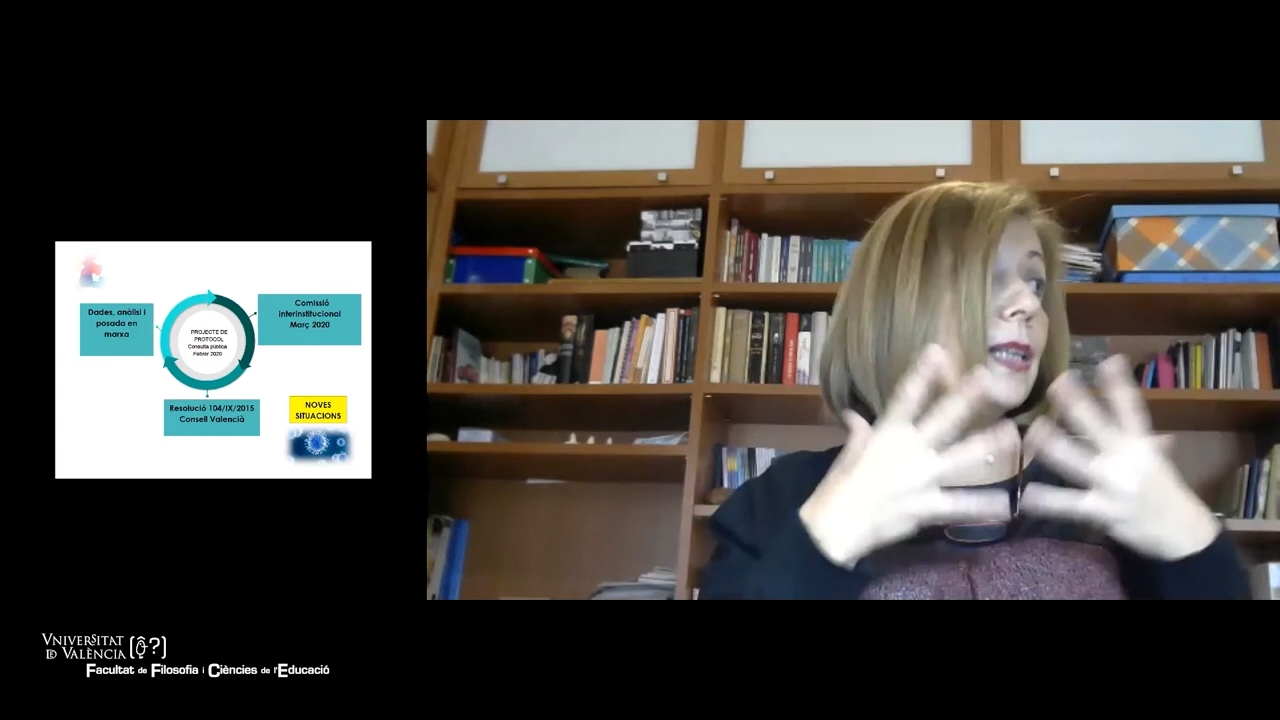 Dades, anàlisi i
posada en
marxa
PROJECTE DE
PROTOCOL
Consulta pública
Febrer 2020
Comissió
interinstitucional
Març 2020
Resolució 104/IX/2015
Consell Valencià
NOVES
SITUACIONS
VNIVERSITAT
D VALÈNCIA
Facultat de Filosofia i Ciències de l'Educació